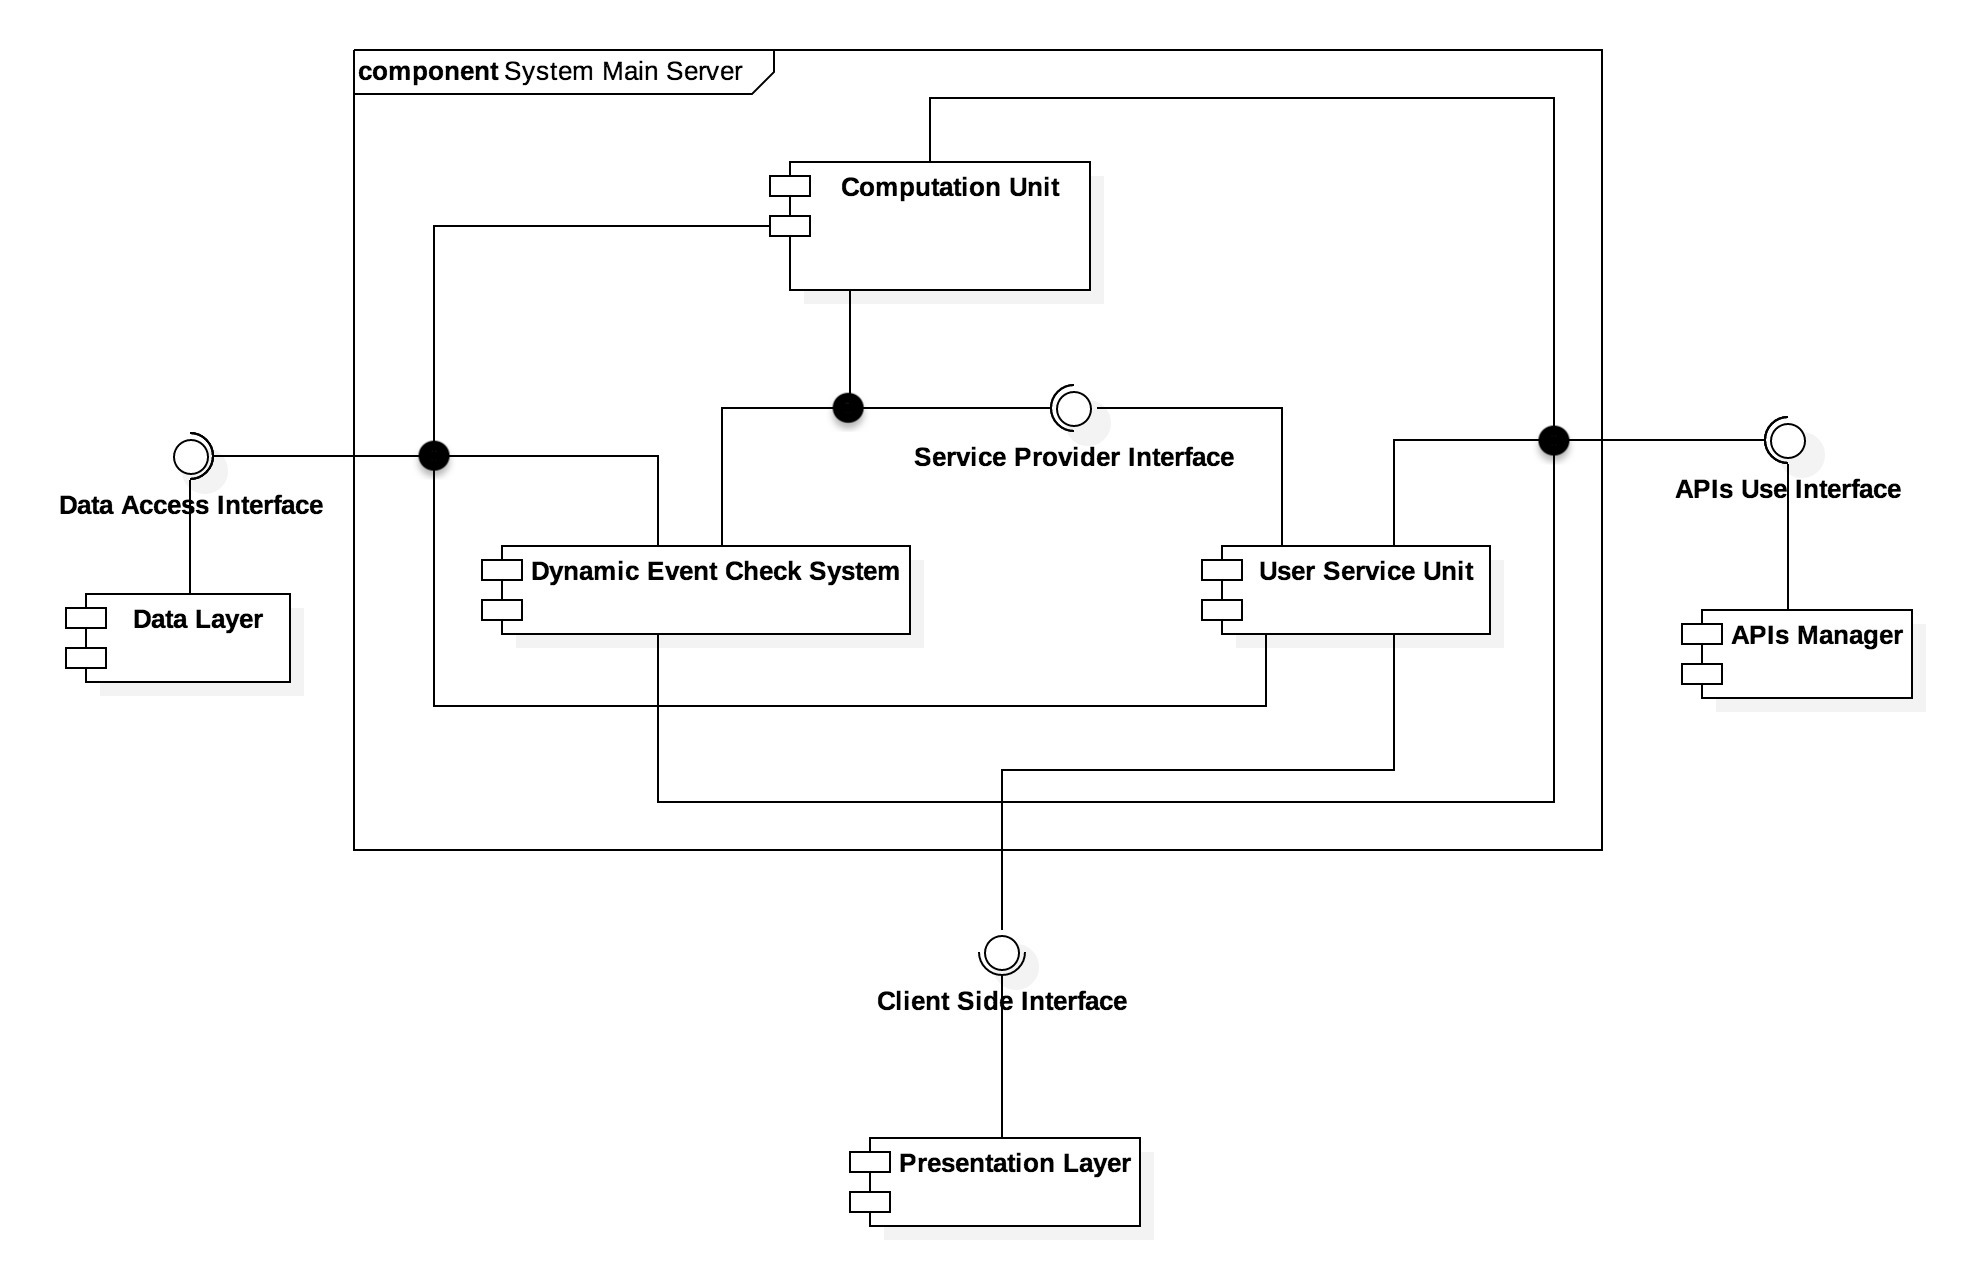 component System Main Server
Computation Unit
Service Provider Interface
Data Access Interface
APIs Use Interface
Dynamic Event Check System
User Service Unit
Data Layer
APIs Manager
Client Side Interface
Presentation Layer